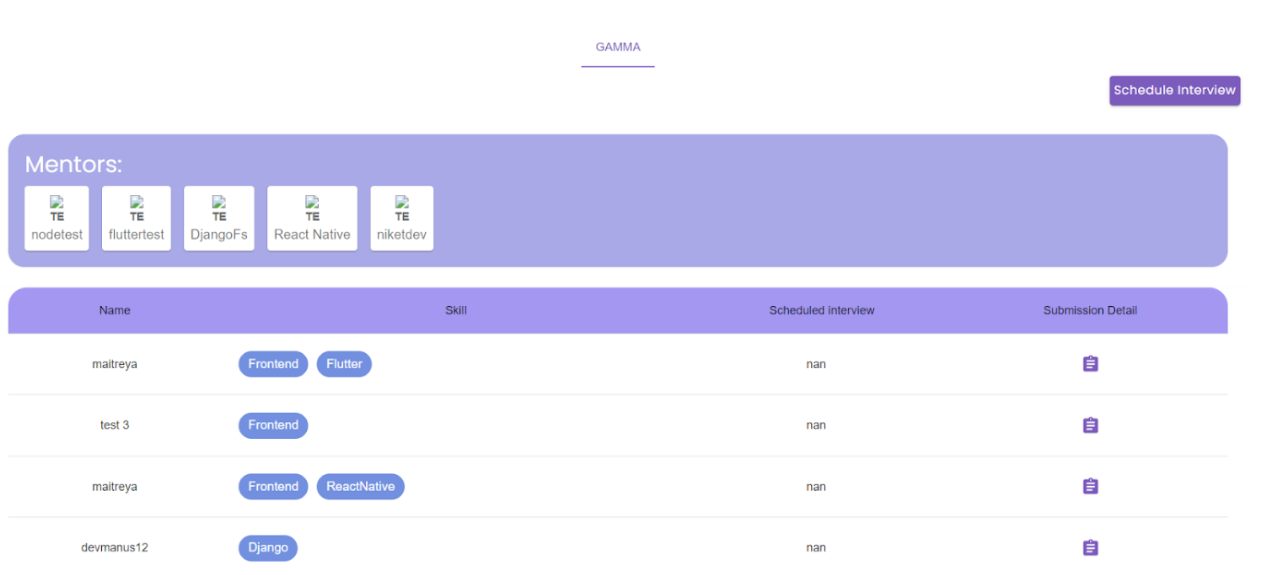 GAMMA
Schedule Interview
Mentors:
TE TE TE TE TE
nodetest fluttertest DjangoFs React Native niketdev
Name Skill Scheduled Interview Submission Detail
maitreya Frontend Flutter nan
test 3 Frontend nan
maitreya Frontend ReactNative nan
devmanus12 Django nan